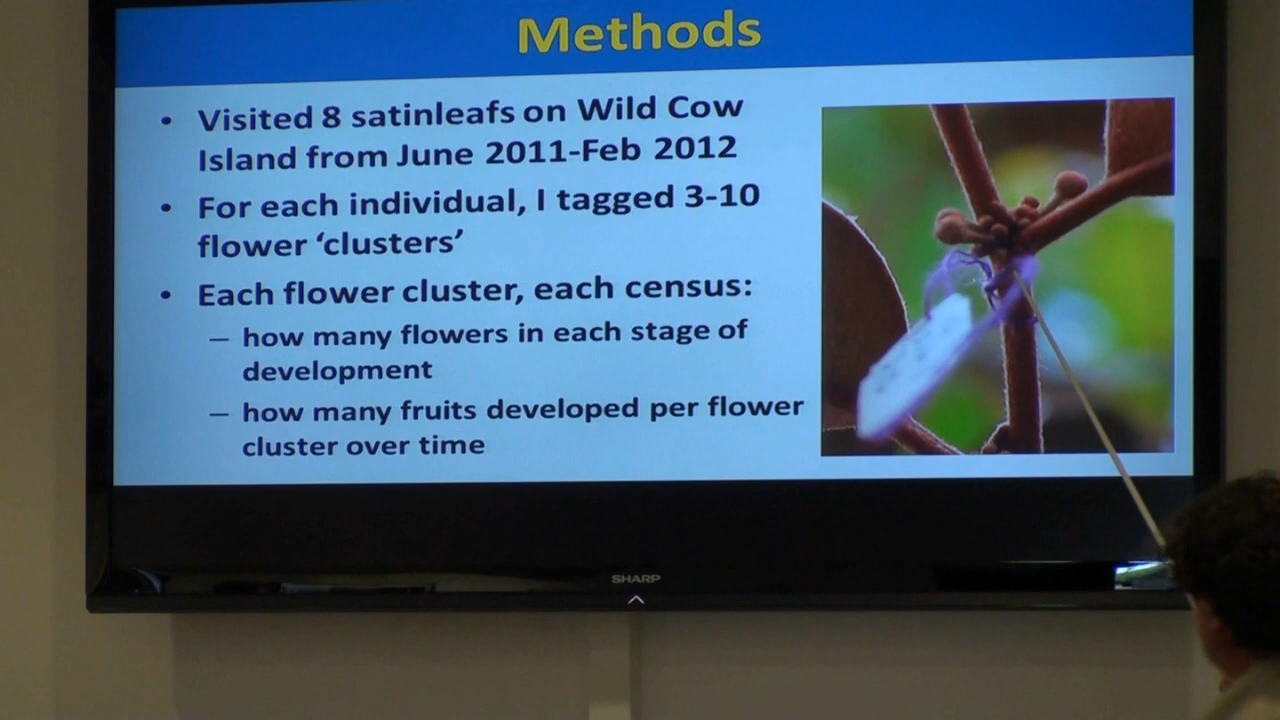 Methods
• Visited 8 satinleafs on Wild Cow
Island from June 2011-Feb 2012
• For each individual, I tagged 3-10
flower ‘clusters’
• Each flower cluster, each census:
– how many flowers in each stage of
development
– how many fruits developed per flower
cluster over time
SHARP